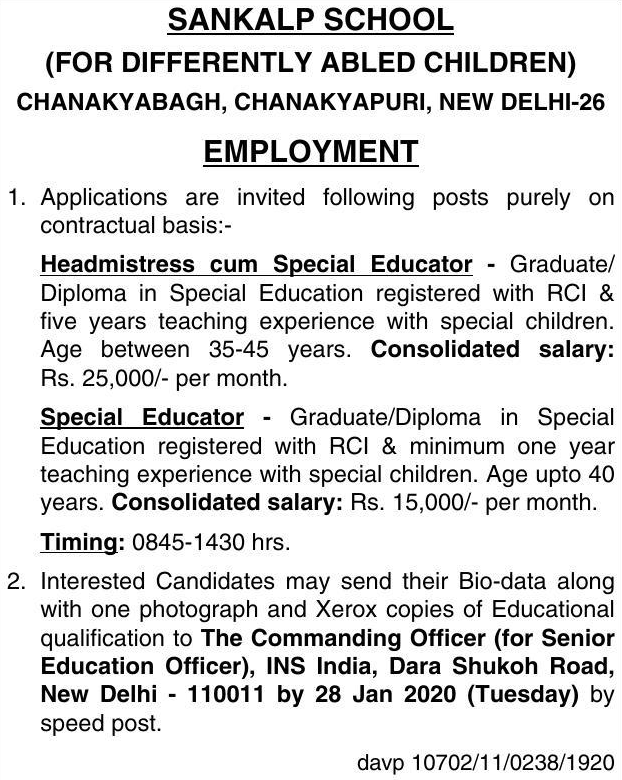 SANKALP SCHOOL
(FOR DIFFERENTLY ABLED CHILDREN)
CHANAKYABAGH, CHANAKYAPURI, NEW DELHI-26
EMPLOYMENT
1. Applications are invited following posts purely on
contractual basis:-
Headmistress cum Special Educator - Graduate/
Diploma in Special Education registered with RCI &
five years teaching experience with special children.
Age between 35-45 years. Consolidated salary:
Rs. 25,000/- per month.
Special Educator - Graduate/Diploma in Special
Education registered with RCI & minimum one year
teaching experience with special children. Age upto 40
years. Consolidated salary: Rs. 15,000/- per month.
Timing: 0845-1430 hrs.
2. Interested Candidates may send their Bio-data along
with one photograph and Xerox copies of Educational
qualification to The Commanding Officer (for Senior
Education Officer), INS India, Dara Shukoh Road,
New Delhi - 110011 by 28 Jan 2020 (Tuesday) by
speed post.
davp 10702/11/0238/1920